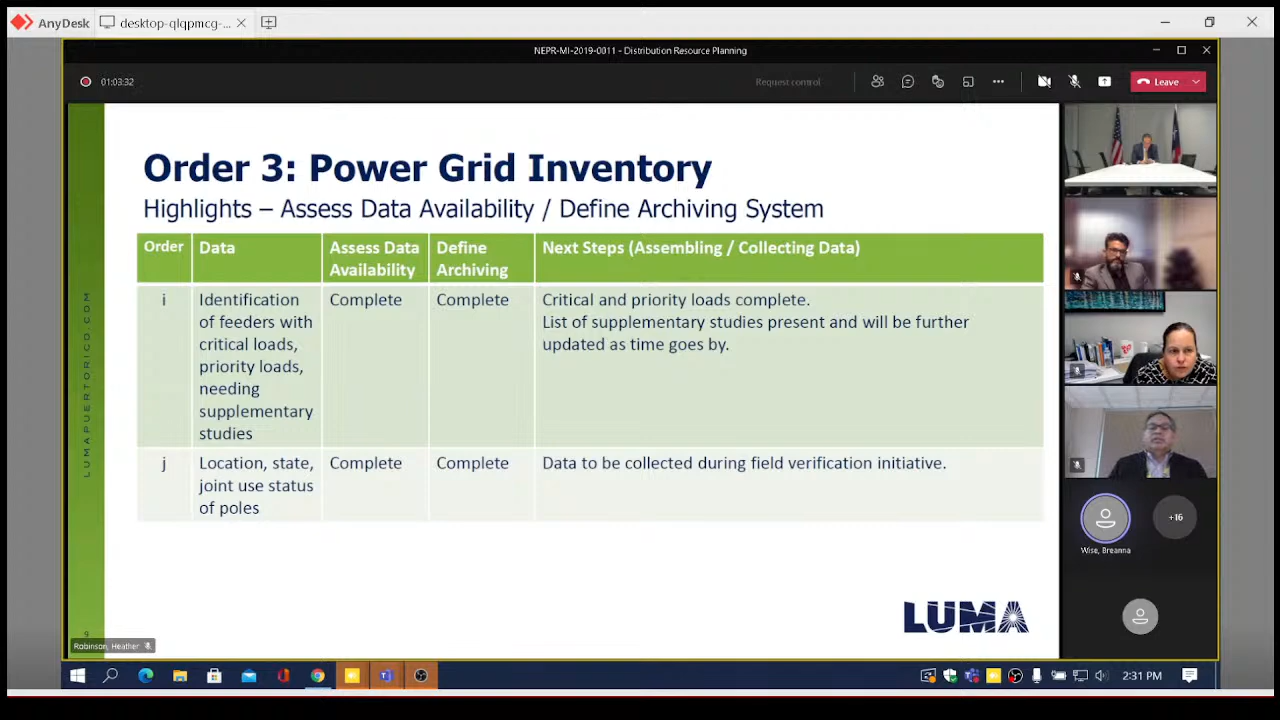 AnyDesk
desktop-qlqpmcg-...
NEPR-MI-2019-0011 - Distribution Resource Planning
01:03:32
Request control
Leave
Order 3: Power Grid Inventory
Highlights – Assess Data Availability / Define Archiving System
Order
Data
Assess Data
Availability
Define
Archiving
Next Steps (Assembling / Collecting Data)
i
Identification
of feeders with
critical loads,
priority loads,
needing
supplementary
studies
Complete
Complete
Critical and priority loads complete.
List of supplementary studies present and will be further
updated as time goes by.
j
Location, state,
joint use status
of poles
Complete
Complete
Data to be collected during field verification initiative.
LUMAPUERTORICO.COM
9
LUMA
Robinson, Heather
+16
Wise, Breanna
2:31 PM